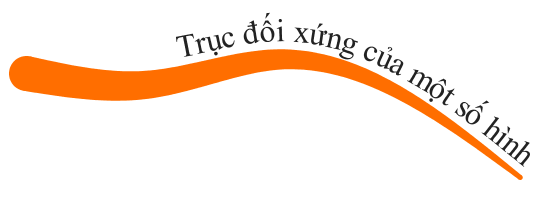 Trục đối xứng của một số hình